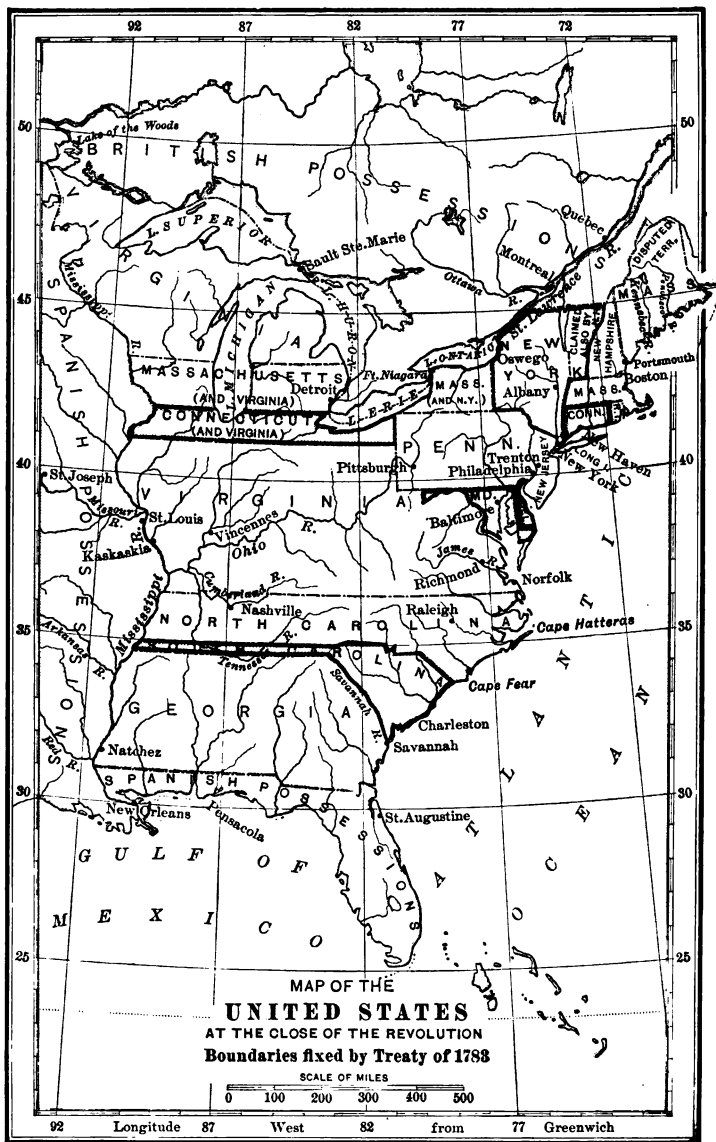 92 87 82 77 72
50
50
Lake of the Woods
BRITISH POSSESSIONS
L. SUPERIOR
Sault Ste. Marie
Quebec
Montreal
Ottawa R.
St. Lawrence R.
DISPUTED TERR.
VIRGINIA
Mississippi R.
45
45
L. MICHIGAN
L. HURON
L. ONTARIO
MASS.
Kennebec R.
CLAIMED ALSO BY NEW YORK
NEW HAMPSHIRE
NEW YORK
Oswego
Albany
Portsmouth
Boston
MASS.
CONN.
R.I.
MASSACHUSETTS
(AND VIRGINIA)
Detroit
Ft. Niagara
L. ERIE
MASS.
(AND N.Y.)
CONNECTICUT
(AND VIRGINIA)
SPANISH POSSESSIONS
PENN.
Pittsburgh
Trenton
Philadelphia
NEW JERSEY
New Haven
LONG I.
New York
40
40
St. Joseph
Missouri R.
St. Louis
Kaskaskia
VIRGINIA
Vincennes
Ohio R.
MD.
Baltimore
DEL.
James R.
Richmond
Norfolk
Cumberland R.
Nashville
Raleigh
NORTH CAROLINA
Cape Hatteras
35
35
Mississippi
Arkansas R.
SOUTH CAROLINA
Tennessee R.
Cape Fear
Savannah R.
Charleston
Savannah
GEORGIA
Red R.
Natchez
SPANISH POSSESSIONS
30
30
New Orleans
Pensacola
St. Augustine
GULF OF
MEXICO
ATLANTIC
OCEAN
25
25
MAP OF THE
UNITED STATES
AT THE CLOSE OF THE REVOLUTION
Boundaries fixed by Treaty of 1783
SCALE OF MILES
0 100 200 300 400 500
92 Longitude 87 West 82 from 77 Greenwich